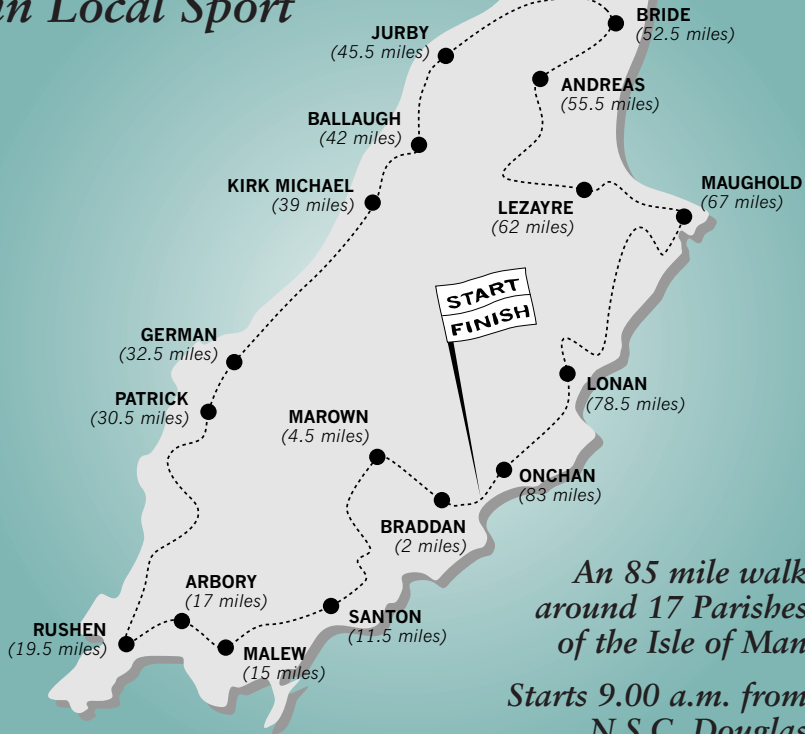 in Local Sport
JURBY
(45.5 miles)
BRIDE
(52.5 miles)
ANDREAS
(55.5 miles)
BALLAUGH
(42 miles)
KIRK MICHAEL
(39 miles)
LEZAYRE
(62 miles)
MAUGHOLD
(67 miles)
START
FINISH
GERMAN
(32.5 miles)
PATRICK
(30.5 miles)
LONAN
(78.5 miles)
MAROWN
(4.5 miles)
ONCHAN
(83 miles)
BRADDAN
(2 miles)
ARBORY
(17 miles)
SANTON
(11.5 miles)
RUSHEN
(19.5 miles)
MALEW
(15 miles)
An 85 mile walk
around 17 Parishes
of the Isle of Man
Starts 9.00 a.m. from
N.S.C. Douglas